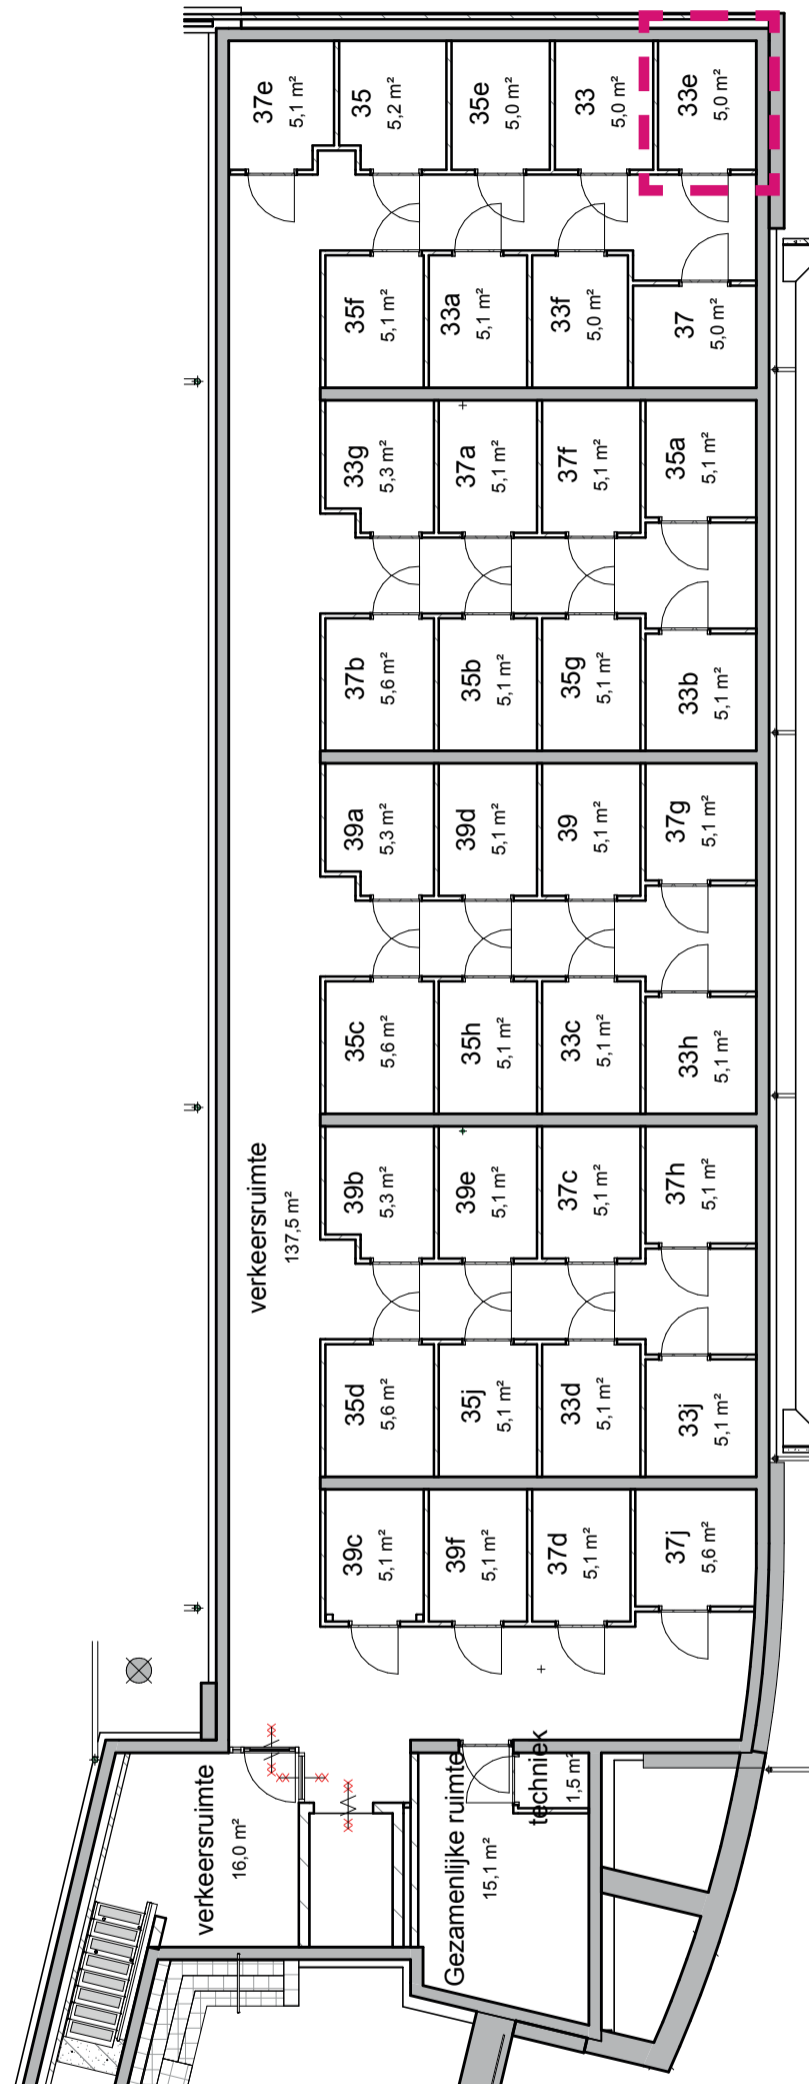 37e
5,1 m²
35
5,2 m²
35e
5,0 m²
33
5,0 m²
33e
5,0 m²
35f
5,1 m²
33a
5,1 m²
33f
5,0 m²
37
5,0 m²
33g
5,3 m²
37a
5,1 m²
37f
5,1 m²
35a
5,1 m²
37b
5,6 m²
35b
5,1 m²
35g
5,1 m²
33b
5,1 m²
39a
5,3 m²
39d
5,1 m²
39
5,1 m²
37g
5,1 m²
35c
5,6 m²
35h
5,1 m²
33c
5,1 m²
33h
5,1 m²
verkeersruimte
137,5 m²
39b
5,3 m²
39e
5,1 m²
37c
5,1 m²
37h
5,1 m²
35d
5,6 m²
35j
5,1 m²
33d
5,1 m²
33j
5,1 m²
39c
5,1 m²
39f
5,1 m²
37d
5,1 m²
37j
5,6 m²
verkeersruimte
16,0 m²
Gezamenlijke ruimte
15,1 m²
techniek
1,5 m²